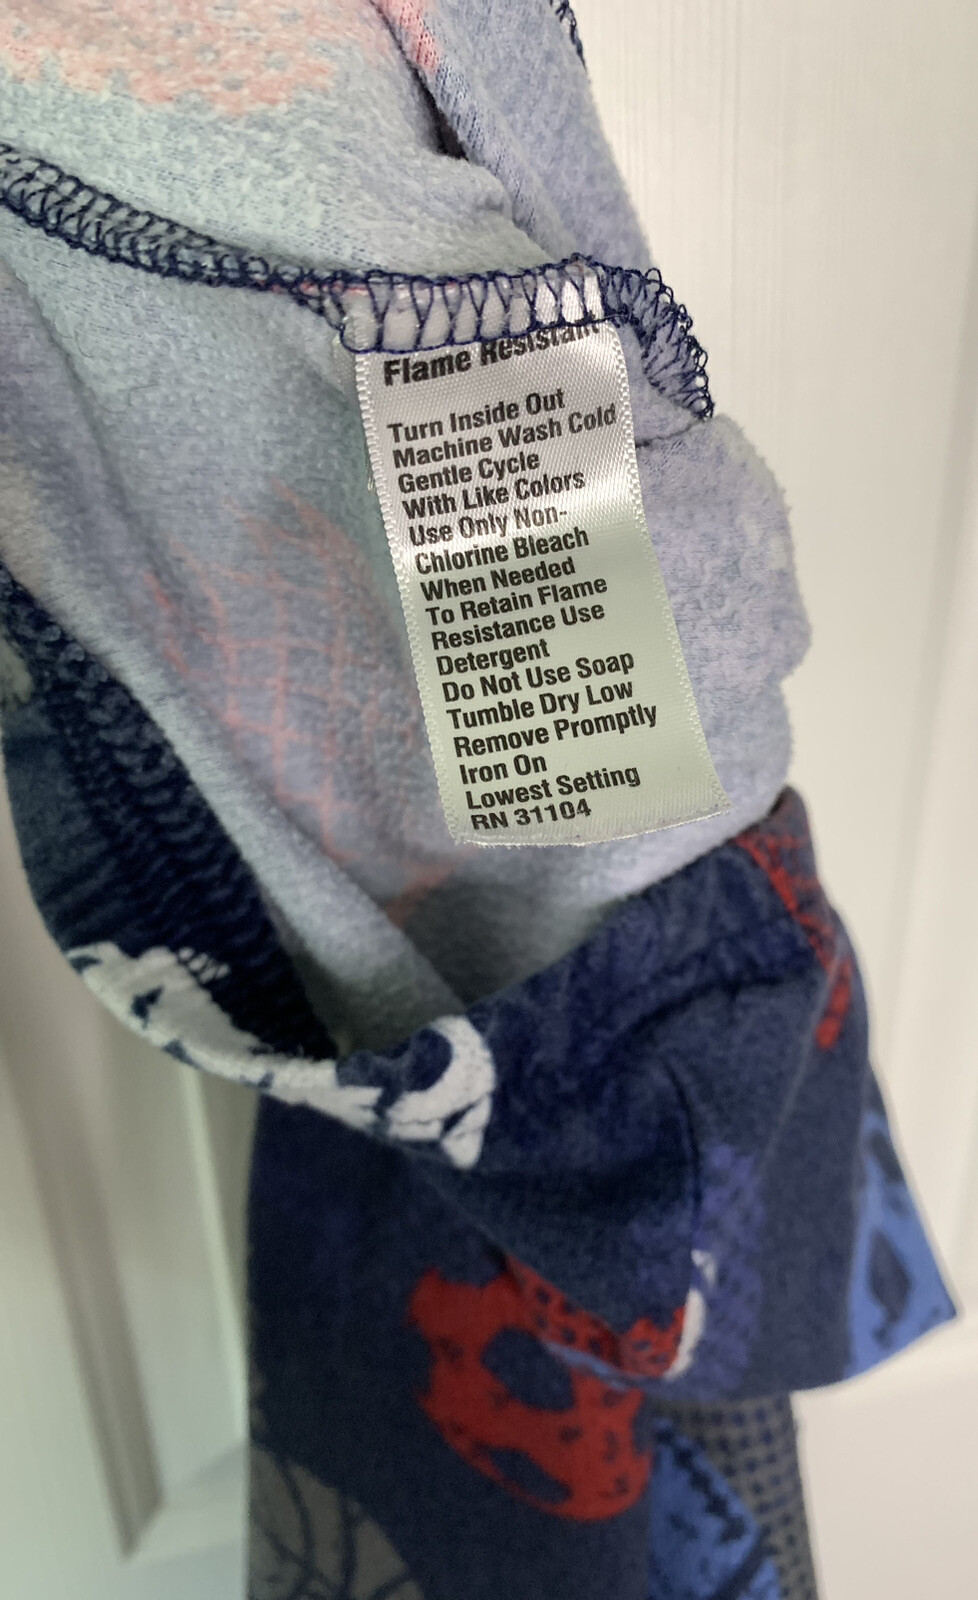 Flame Resistant
Turn Inside Out
Machine Wash Cold
Gentle Cycle
With Like Colors
Use Only Non-
Chlorine Bleach
When Needed
To Retain Flame
Resistance Use
Detergent
Do Not Use Soap
Tumble Dry Low
Remove Promptly
Iron On
Lowest Setting
RN 31104